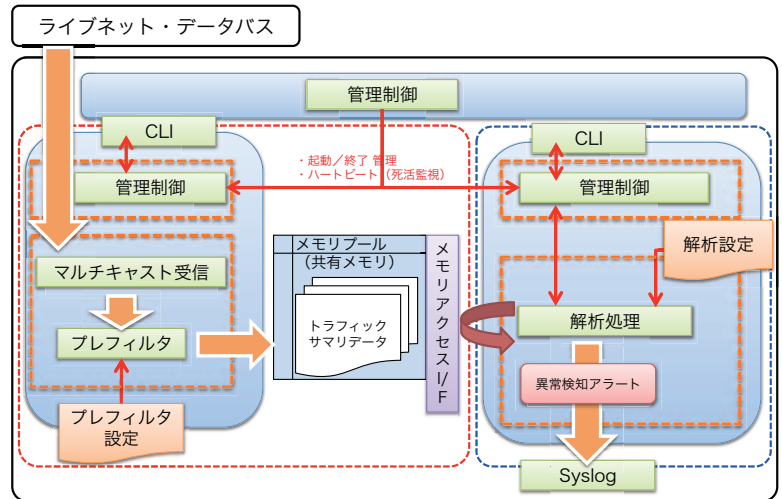 ライブネット・データバス
管理制御
CLI
CLI
・起動／終了 管理
・ハートビート（死活監視）
管理制御
管理制御
マルチキャスト受信
プレフィルタ
プレフィルタ
設定
メモリプール
（共有メモリ）
トラフィック
サマリデータ
メモリアクセスI/F
解析設定
解析処理
異常検知アラート
Syslog